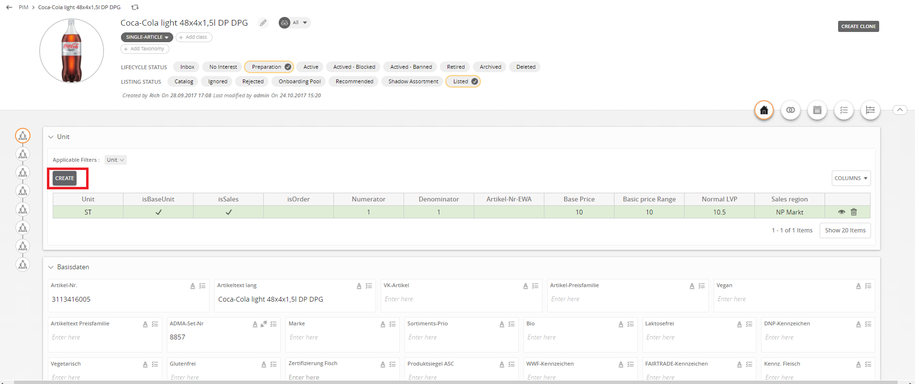 PIM › Coca-Cola light 48x4x1,5l DP DPG
Coca-Cola light 48x4x1,5l DP DPG All
CREATE CLONE
SINGLE-ARTICLE + Add Data
+ Add Taxonomy
LIFECYCLE STATUS Inbox No Interest Preparation Active Actived - Blocked Actived - Banned Retired Archived Deleted
LISTING STATUS Catalog Ignored Rejected Onboarding Pool Recommended Shadow Assortment Listed
Created by Rich On 28.09.2017 17:08 Last modified by admin On 24.10.2017 15:20
Unit
Applicable Filters : Unit
CREATE COLUMNS
Unit isBaseUnit isSales isOrder Numerator Denominator Artikel-Nr-EWA Base Price Basic price Range Normal LVP Sales region
ST 1 1 10 10 10.5 NP Markt
1 - 1 of 1 Items Show 20 Items
Basisdaten
Artikel-Nr. Artikeltext lang VK-Artikel Artikel-Preisfamilie Vegan
3113416005 Coca-Cola light 48x4x1,5l DP DPG Enter here Enter here Enter here
Artikeltext Preisfamilie ADMA-Set-Nr Marke Sortiments-Prio Bio Laktosefrei DNP-Kennzeichen
Enter here 8857 Enter here Enter here Enter here Enter here Enter here
Vegetarisch Glutenfrei Zertifizierung Fisch Produktsiegel ASC WWF-Kennzeichen FAIRTRADE-Kennzeichen Kennz. Fleisch
Enter here Enter here Enter here Enter here Enter here Enter here Enter here